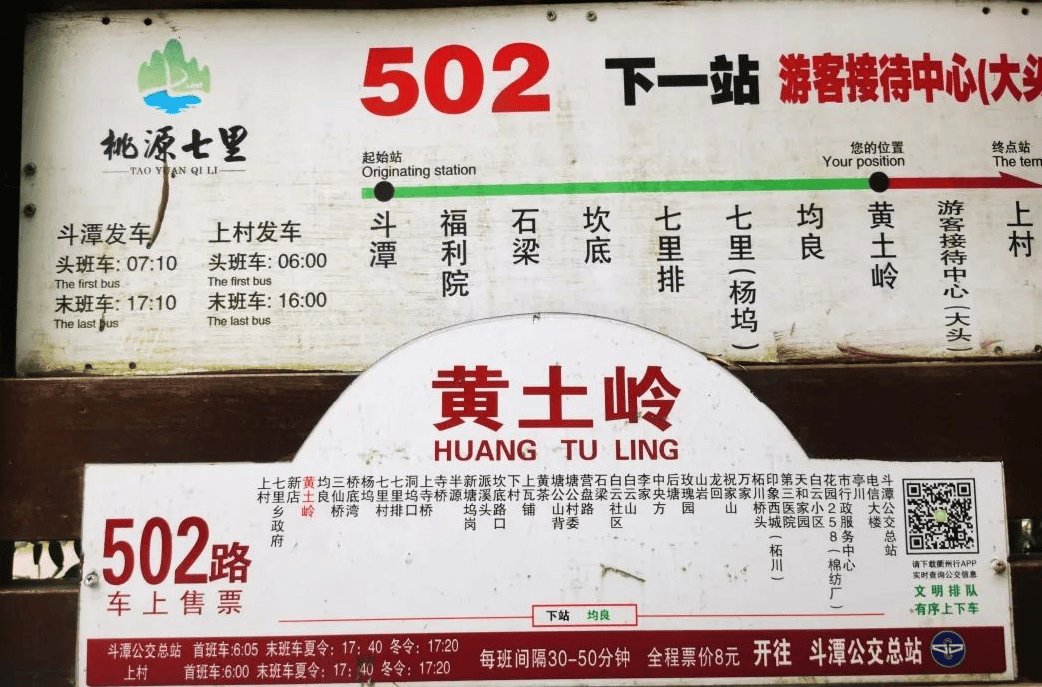 502 下一站 游客接待中心(大头
桃源七里
TAO YUAN QI LI
起始站
Originating station
您的位置
Your position
终点站
The term
斗潭
福利院
石梁
坎底
七里排
七里(杨坞)
均良
黄土岭
游客接待中心(大头)
上村
斗潭发车
头班车: 07:10
The first bus
末班车: 17:10
The last bus
上村发车
头班车: 06:00
The first bus
末班车: 16:00
The last bus
黄土岭
HUANG TU LING
502路
车上售票
上村
七里乡政府
新店
黄土岭
均良
三仙桥
桥底湾
杨坞
七里村
七里排
洞坞口
上寺桥
寺桥
半源
新塘坞岗
派溪头
坎底路口
下村
上瓦铺
黄茶
塘公山背
塘公村委
营盘路
石梁
白云社区
白云山
李家
中央方
后塘
玫瑰园
山岩
龙回
祝家山
万家
柘川桥头
印象西城(柘川)
第三医院
天和家园
白云小区
花园258(棉纺厂)
市行政服务中心
亭川
电信大楼
斗潭公交总站
请下载衢州行APP
实时查询公交信息
文明排队
有序上下车
下站 均良
斗潭公交总站 首班车:6:05 末班车夏令: 17: 40 冬令: 17:20
上村 首班车:6:00 末班车夏令: 17: 40 冬令: 17:20
每班间隔30-50分钟 全程票价8元 开往 斗潭公交总站